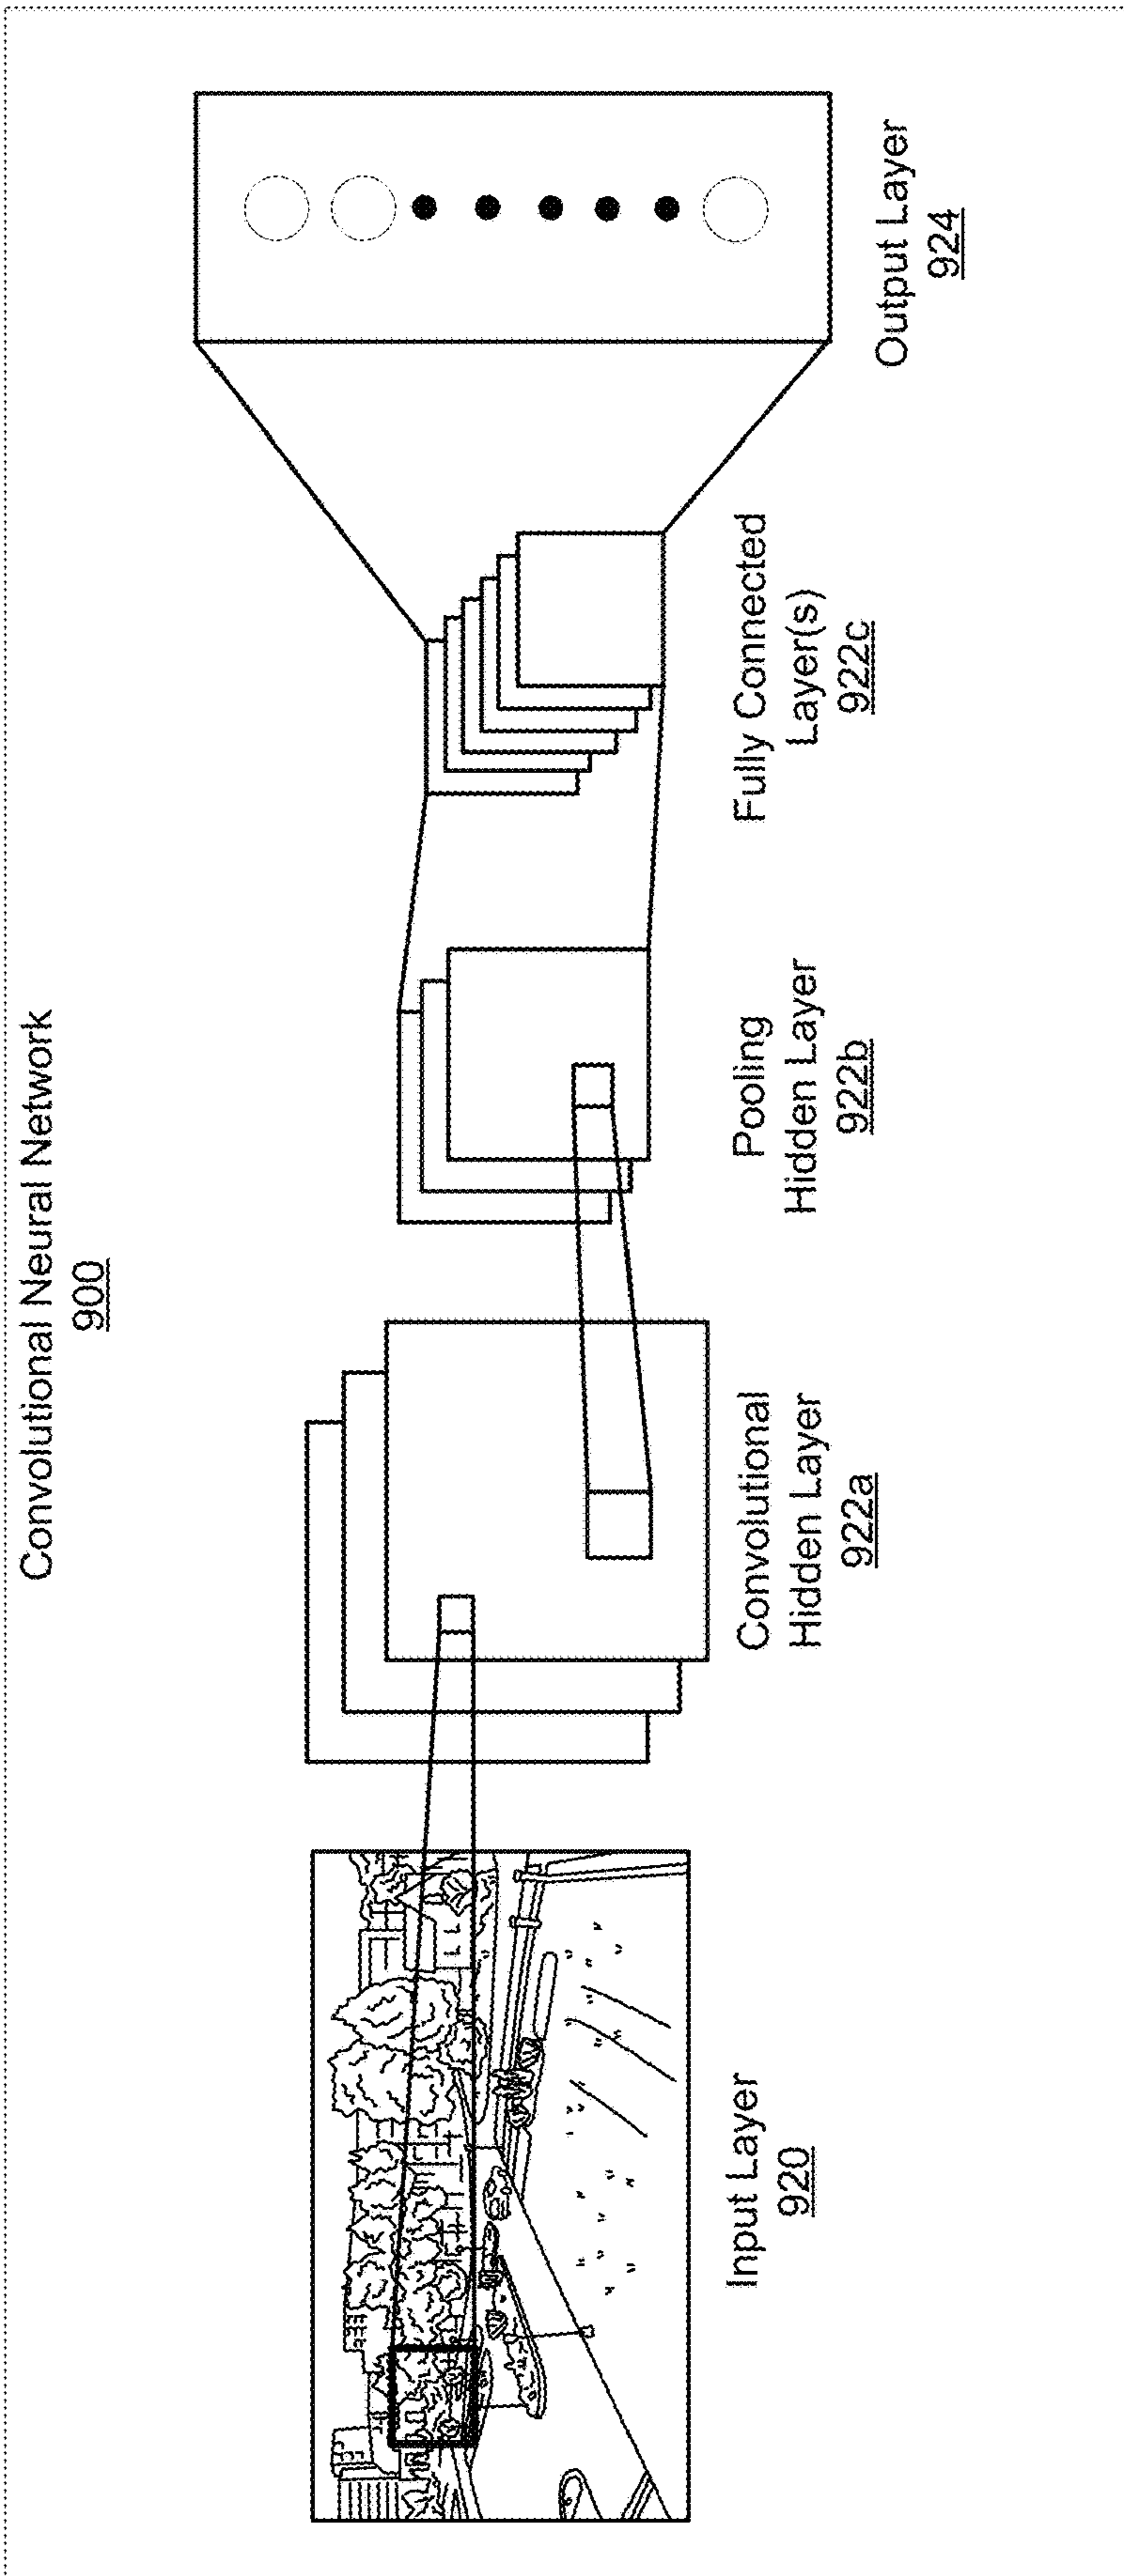 Convolutional Neural Network
900
Input Layer
920
Convolutional
Hidden Layer
922a
Pooling
Hidden Layer
922b
Fully Connected
Layer(s)
922c
Output Layer
924